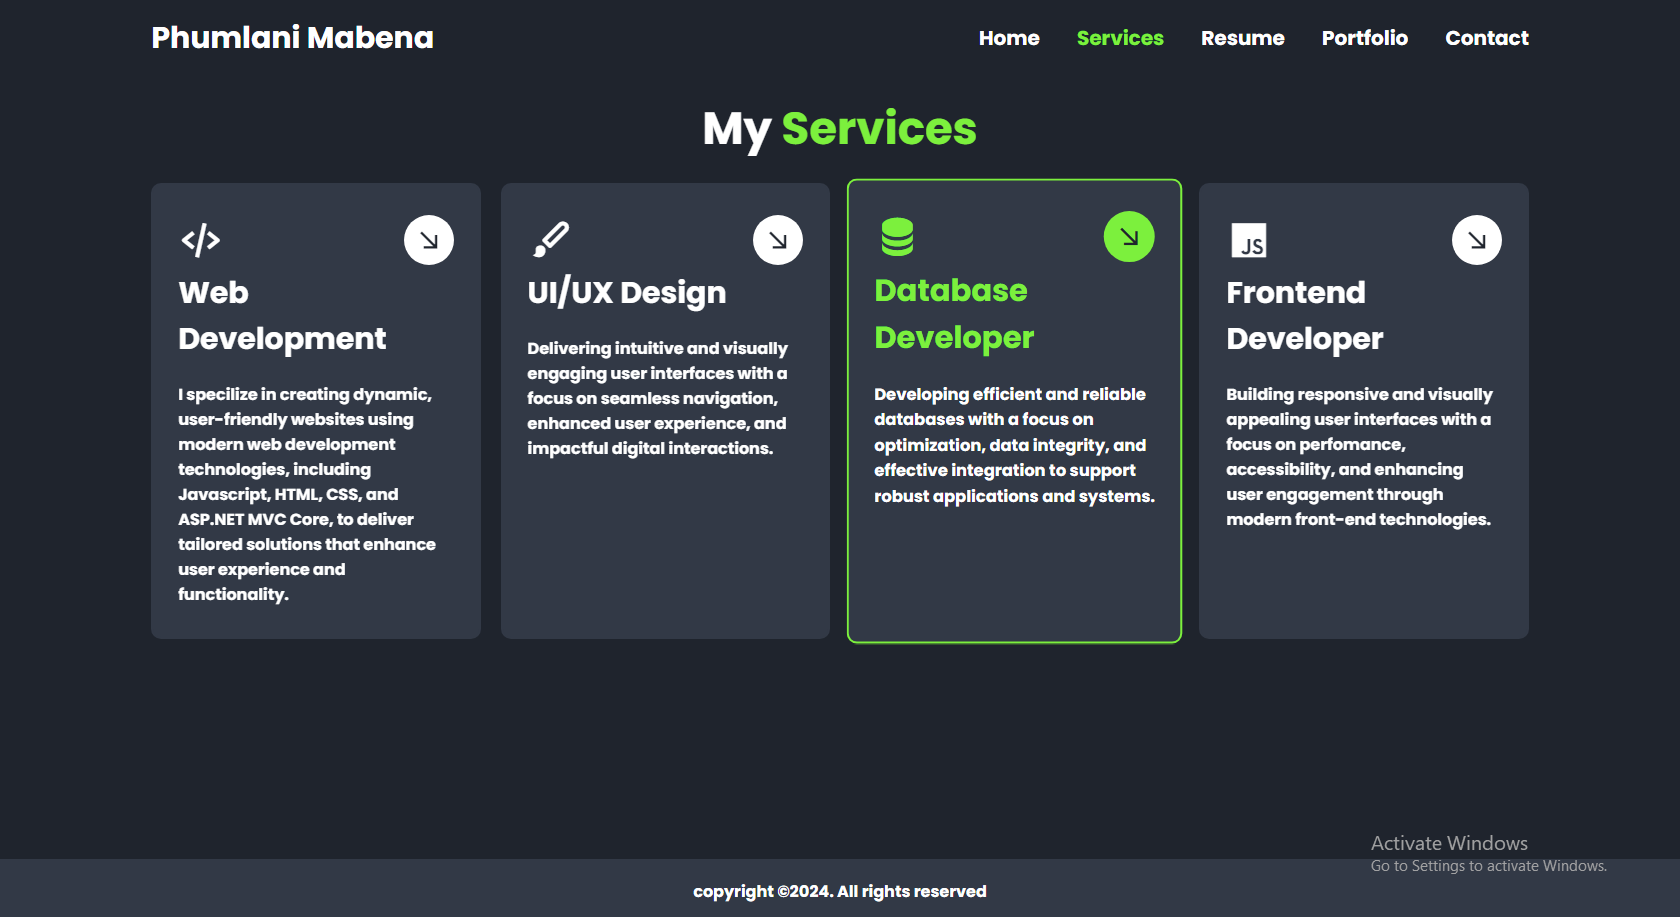 Phumlani Mabena
Home Services Resume Portfolio Contact
My Services
Web
Development
I specilize in creating dynamic,
user-friendly websites using
modern web development
technologies, including
Javascript, HTML, CSS, and
ASP.NET MVC Core, to deliver
tailored solutions that enhance
user experience and
functionality.
UI/UX Design
Delivering intuitive and visually
engaging user interfaces with a
focus on seamless navigation,
enhanced user experience, and
impactful digital interactions.
Database
Developer
Developing efficient and reliable
databases with a focus on
optimization, data integrity, and
effective integration to support
robust applications and systems.
JS
Frontend
Developer
Building responsive and visually
appealing user interfaces with a
focus on perfomance,
accessibility, and enhancing
user engagement through
modern front-end technologies.
Activate Windows
Go to Settings to activate Windows.
copyright ©2024. All rights reserved